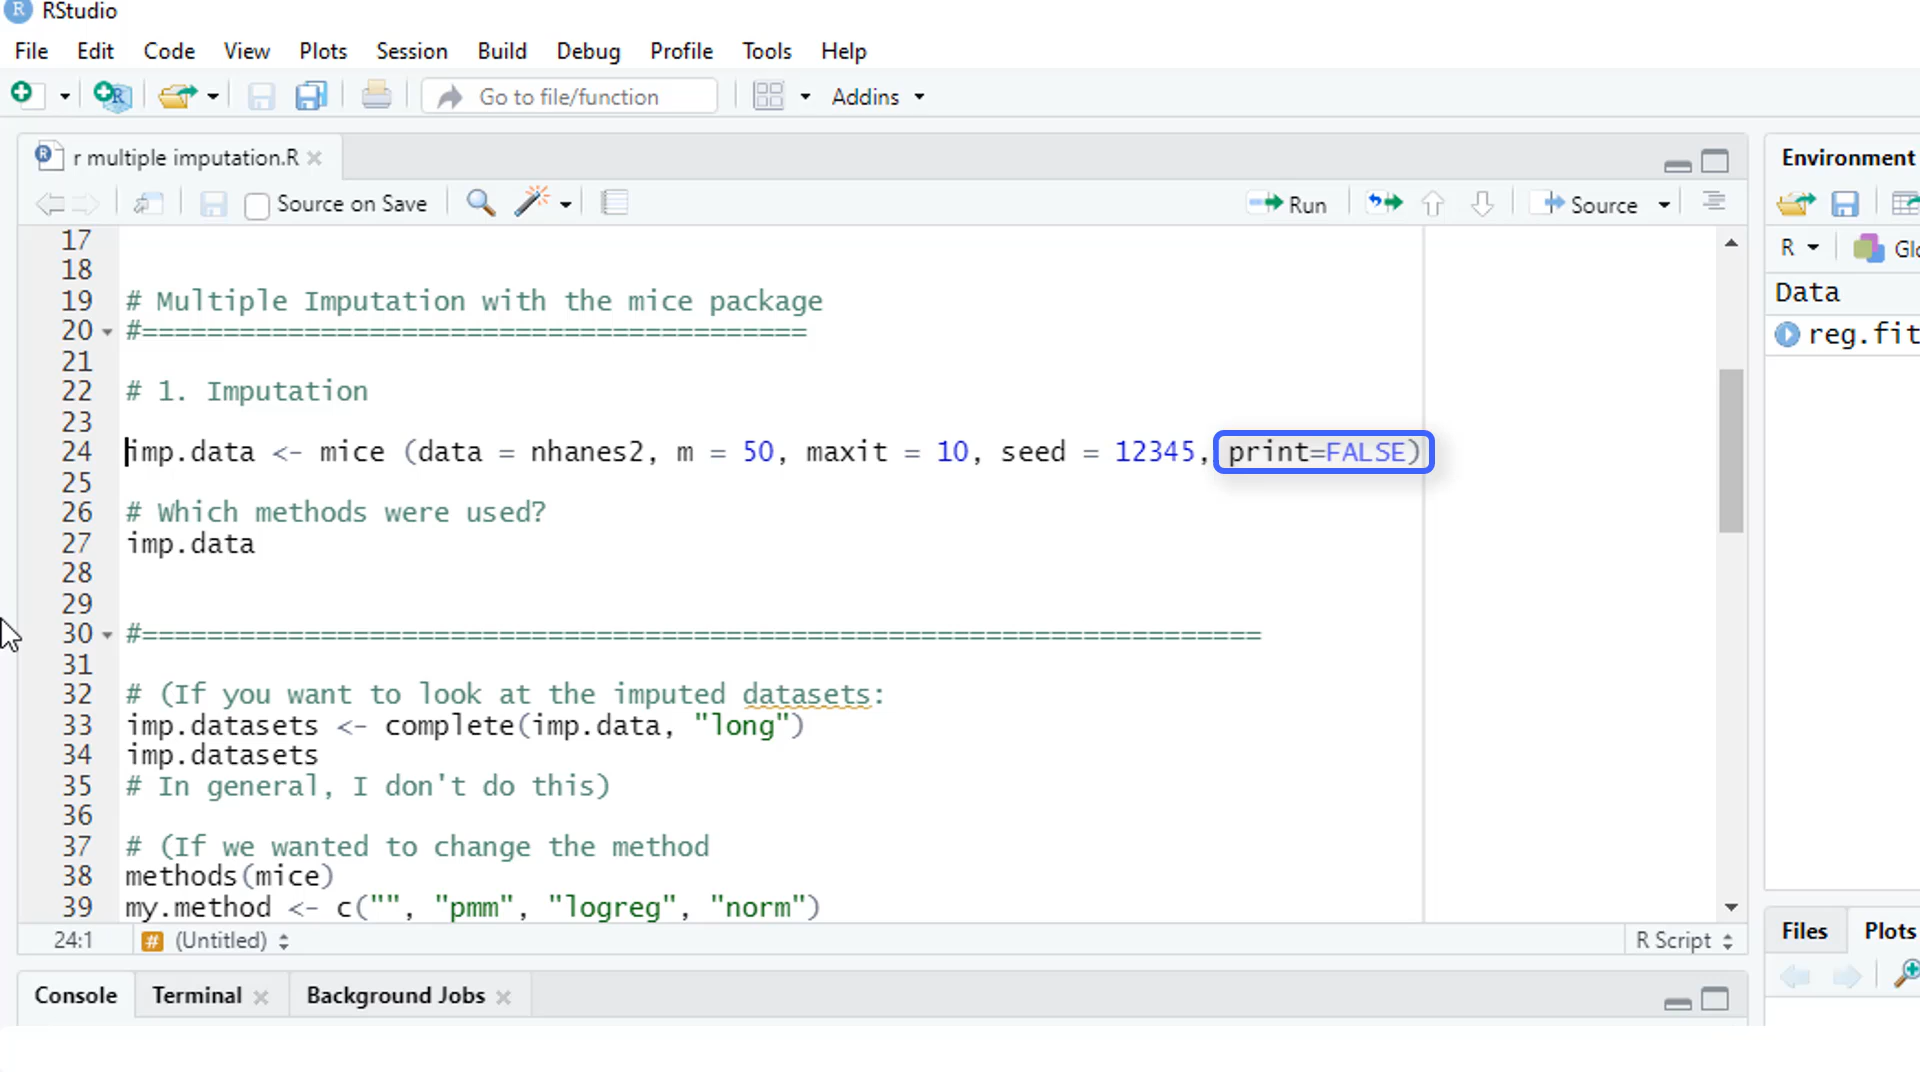 RStudio
File Edit Code View Plots Session Build Debug Profile Tools Help
Go to file/function Addins
r multiple imputation.R
Source on Save Run Source
17
18
19 # Multiple Imputation with the mice package
20 #=========================================
21
22 # 1. Imputation
23
24 imp.data <- mice (data = nhanes2, m = 50, maxit = 10, seed = 12345, print=FALSE)
25
26 # Which methods were used?
27 imp.data
28
29
30 #=====================================================================
31
32 # (If you want to look at the imputed datasets:
33 imp.datasets <- complete(imp.data, "long")
34 imp.datasets
35 # In general, I don't do this)
36
37 # (If we wanted to change the method
38 methods(mice)
39 my.method <- c("", "pmm", "logreg", "norm")
24:1 # (Untitled) R Script
Console Terminal Background Jobs
Environment
R Glo
Data
reg.fit
Files Plots